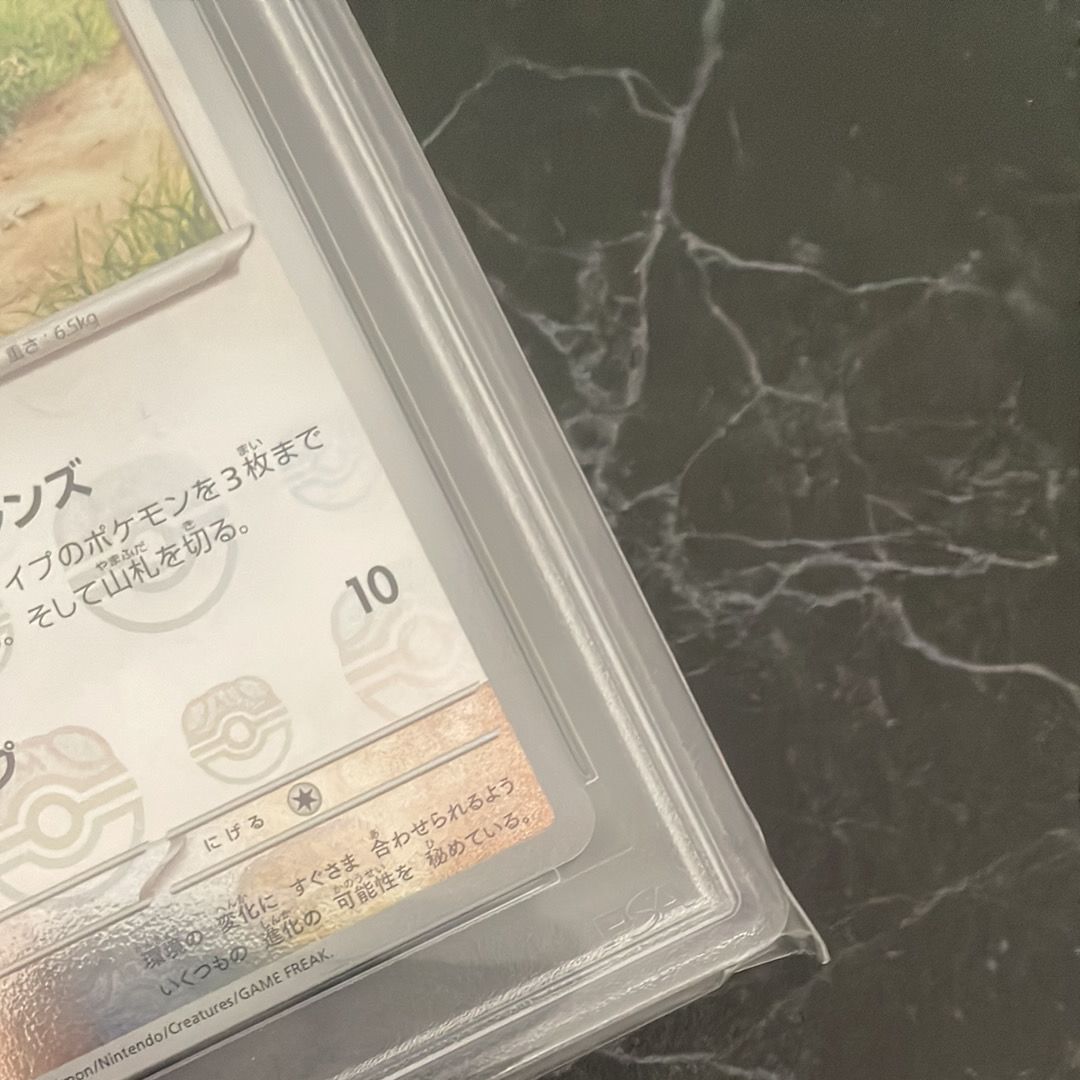 重さ：6.5kg
ンズ
イプのポケモンを3枚まで
。そして山札を切る。
10
プ
にげる
環境の 変化に すぐさま 合わせられるよう
いくつもの 進化の 可能性を 秘めている。
mon/Nintendo/Creatures/GAME FREAK.
PSA